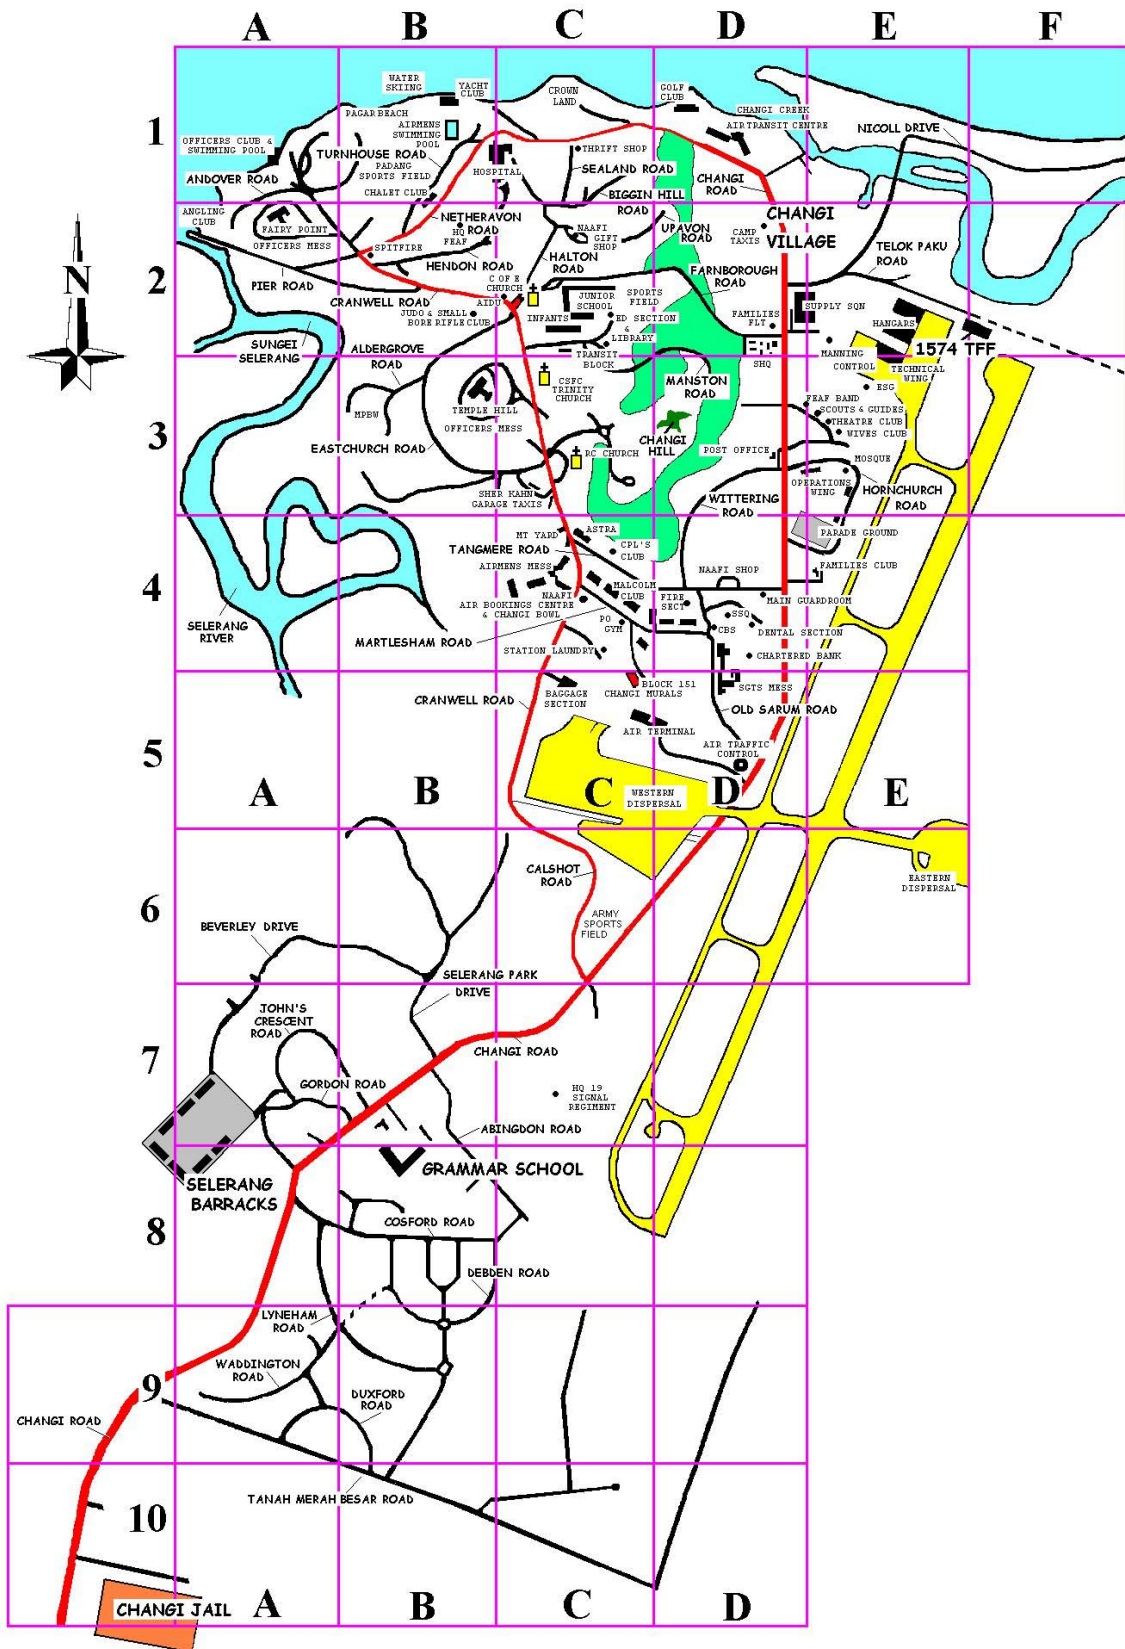 A B C D E F
WATER
SKIING
YACHT
CLUB
CROWN
LAND
GOLF
CLUB
PAGAR BEACH
CHANGI CREEK
1
AIRMENS
SWIMMING
POOL
AIR TRANSIT CENTRE
NICOLL DRIVE
OFFICERS CLUB &
SWIMMING POOL
TURNHOUSE ROAD
PADANG
SPORTS FIELD
THRIFT SHOP
HOSPITAL
SEALAND ROAD
CHANGI
ROAD
ANDOVER ROAD
CHALET CLUB
BIGGIN HILL
ROAD
ANGLING
CLUB
FAIRY POINT
OFFICERS MESS
NETHERAVON
ROAD
HQ
FEAF
NAAFI
GIFT
SHOP
UPAVON
ROAD
CAMP
TAXIS
CHANGI
VILLAGE
SPITFIRE
HENDON ROAD
HALTON
ROAD
TELOK PAKU
ROAD
N
2
PIER ROAD
C OF E
CHURCH
FARNBOROUGH
ROAD
CRANWELL ROAD
AIDU
JUNIOR
SCHOOL
SPORTS
FIELD
SUPPLY SQN
JUDO & SMALL
BORE RIFLE CLUB
INFANTS
ED SECTION
&
LIBRARY
FAMILIES
FLT
HANGARS
SUNGEI
SELERANG
ALDERGROVE
ROAD
TRANSIT
BLOCK
SHQ
MANNING
CONTROL
1574 TFF
TECHNICAL
WING
CSFC
TRINITY
CHURCH
MANSTON
ROAD
ESG
MPBW
TEMPLE HILL
OFFICERS MESS
FEAF BAND
SCOUTS & GUIDES
THEATRE CLUB
WIVES CLUB
3
EASTCHURCH ROAD
CHANGI
HILL
RC CHURCH
POST OFFICE
MOSQUE
OPERATIONS
WING
HORNCHURCH
ROAD
SHER KAHN
GARAGE TAXIS
WITTERING
ROAD
MT YARD
ASTRA
PARADE GROUND
TANGMERE ROAD
CPL'S
CLUB
AIRMENS MESS
NAAFI SHOP
FAMILIES CLUB
4
MALCOLM
CLUB
NAAFI
FIRE
SECT
MAIN GUARDROOM
AIR BOOKINGS CENTRE
& CHANGI BOWL
SSQ
SELERANG
RIVER
PO
GYM
CBS
DENTAL SECTION
MARTLESHAM ROAD
STATION LAUNDRY
CHARTERED BANK
BLOCK 151
CHANGI MURALS
SGTS MESS
CRANWELL ROAD
BAGGAGE
SECTION
OLD SARUM ROAD
AIR TERMINAL
AIR TRAFFIC
CONTROL
5
A B C D E
WESTERN
DISPERSAL
CALSHOT
ROAD
EASTERN
DISPERSAL
6
BEVERLEY DRIVE
ARMY
SPORTS
FIELD
SELERANG PARK
DRIVE
JOHN'S
CRESCENT
ROAD
7
CHANGI ROAD
GORDON ROAD
HQ 19
SIGNAL
REGIMENT
ABINGDON ROAD
GRAMMAR SCHOOL
SELERANG
BARRACKS
8
COSFORD ROAD
DEBDEN ROAD
LYNEHAM
ROAD
WADDINGTON
ROAD
9
DUXFORD
ROAD
CHANGI ROAD
TANAH MERAH BESAR ROAD
10
CHANGI JAIL
A B C D